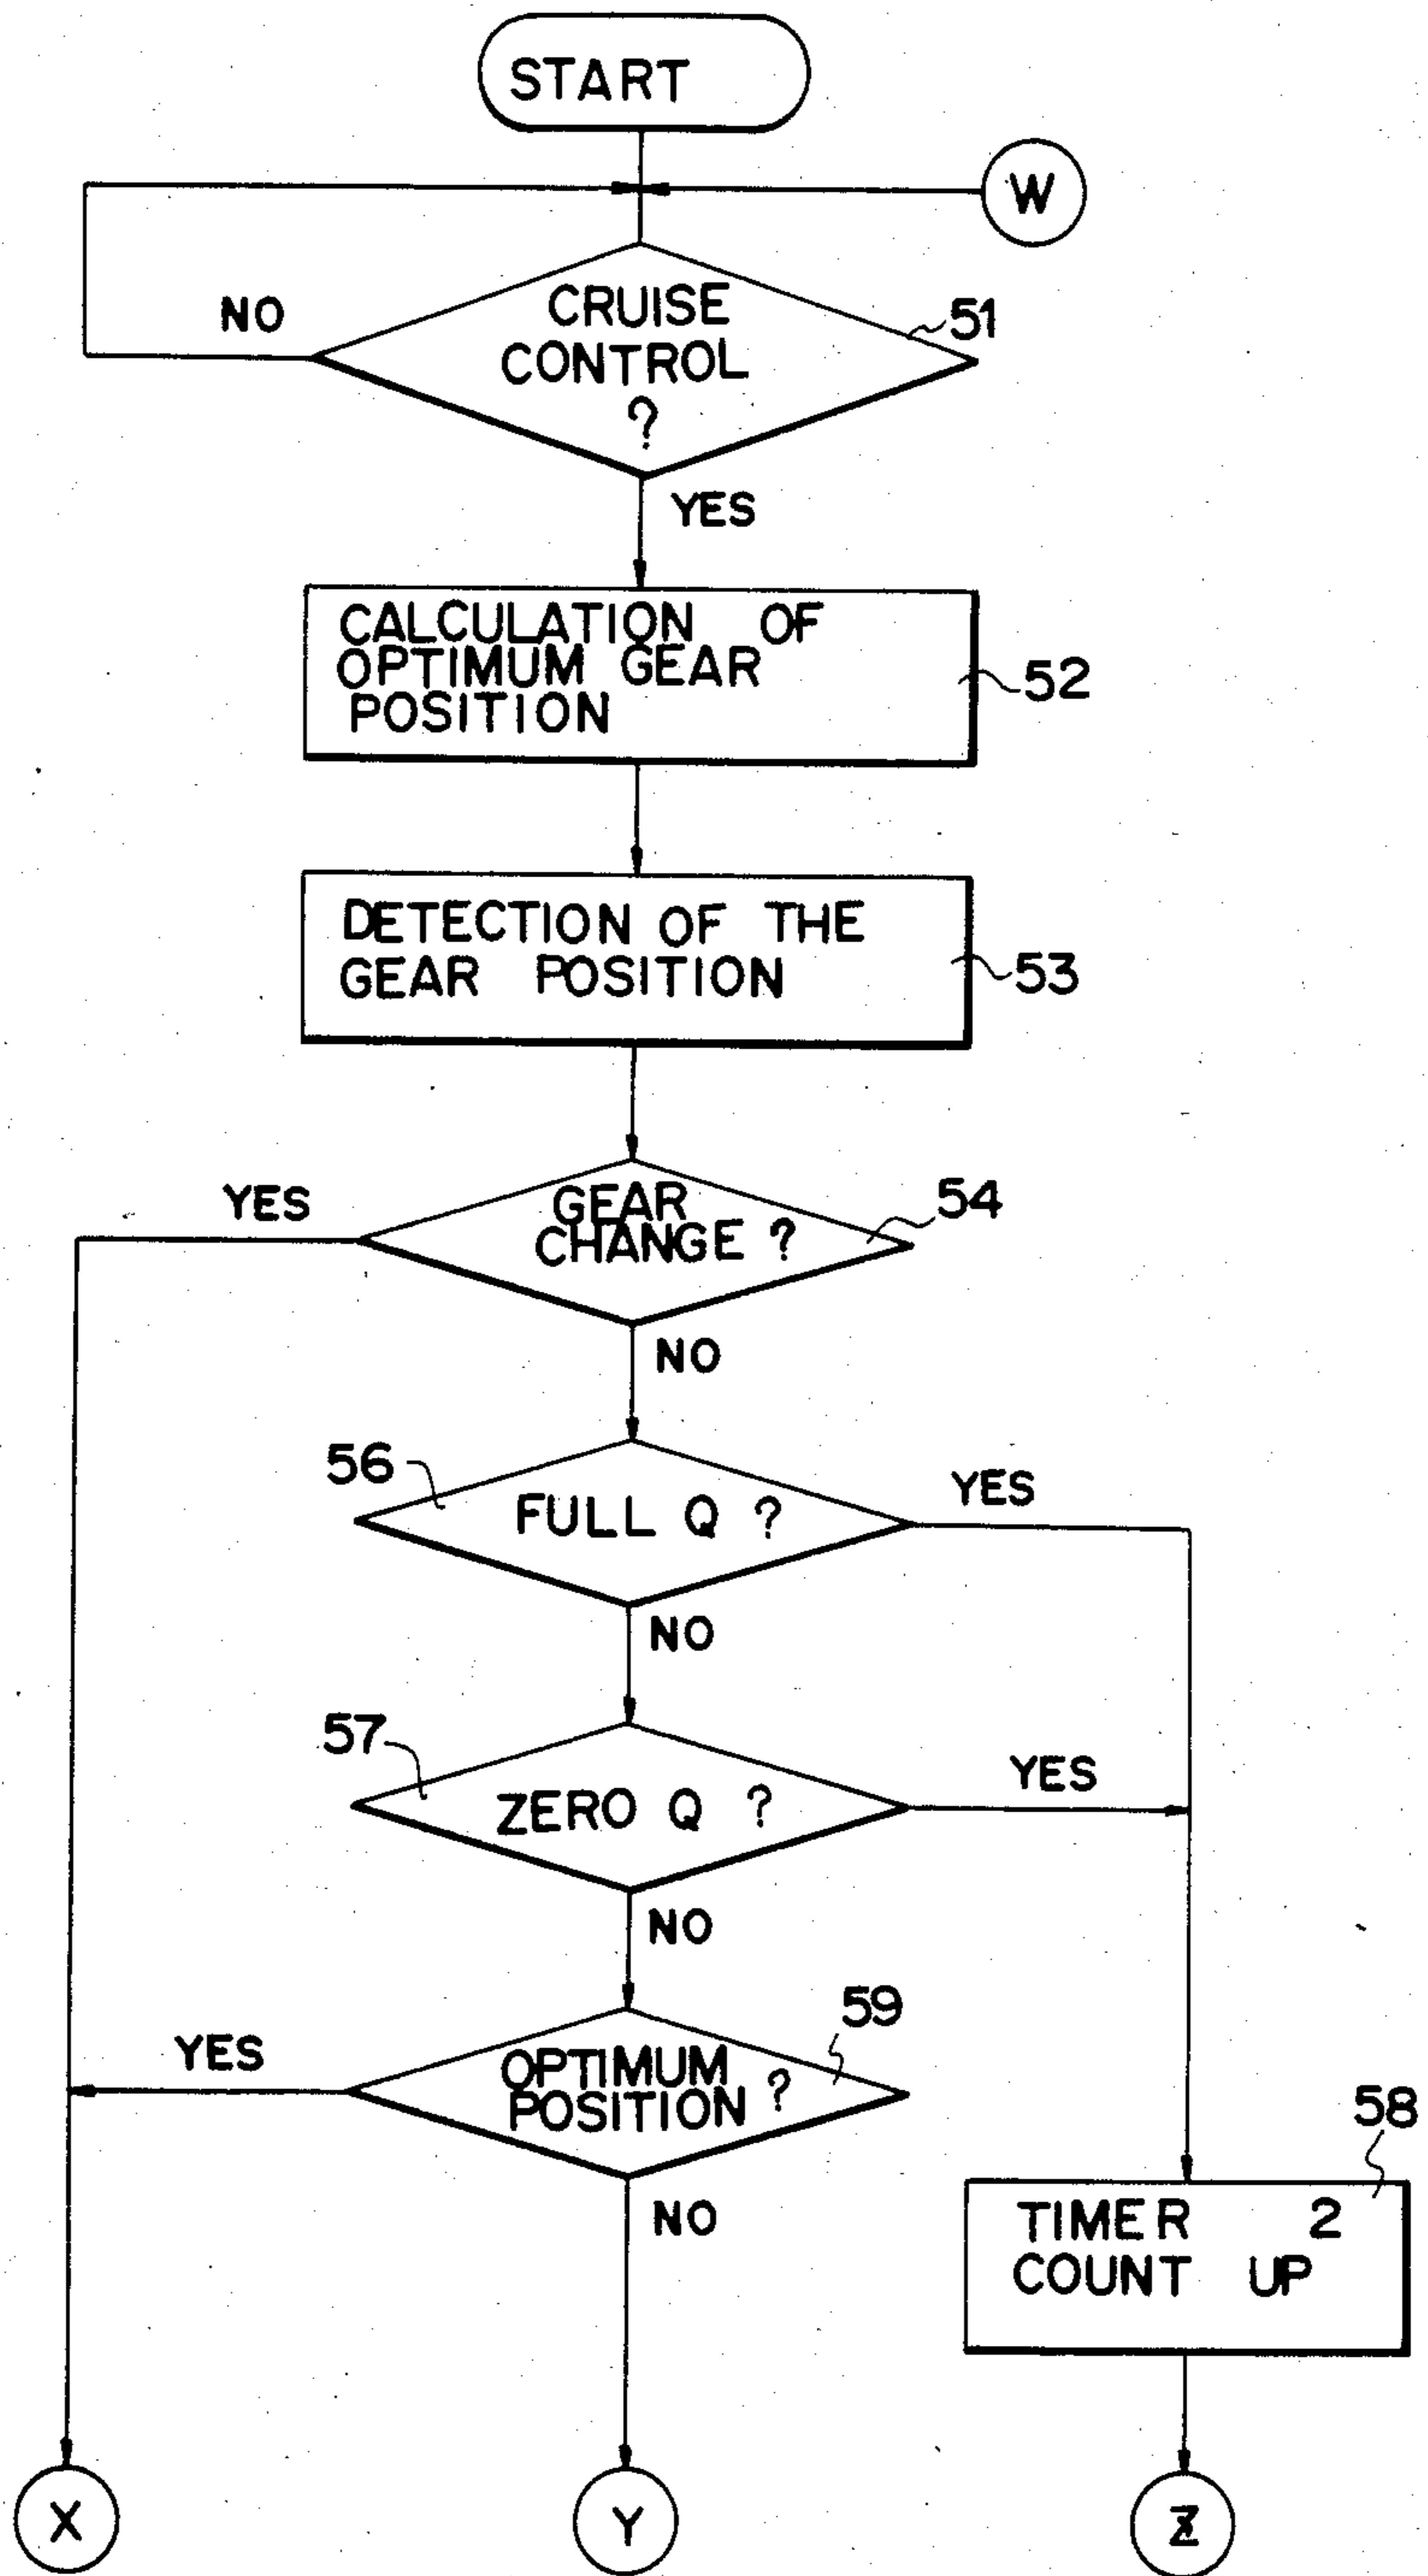 START
W
NO
CRUISE
CONTROL
?
51
YES
CALCULATION OF
OPTIMUM GEAR
POSITION
52
DETECTION OF THE
GEAR POSITION
53
YES
GEAR
CHANGE ?
54
NO
56
FULL Q ?
YES
NO
57
ZERO Q ?
YES
NO
59
YES
OPTIMUM
POSITION ?
58
NO
TIMER 2
COUNT UP
X
Y
Z